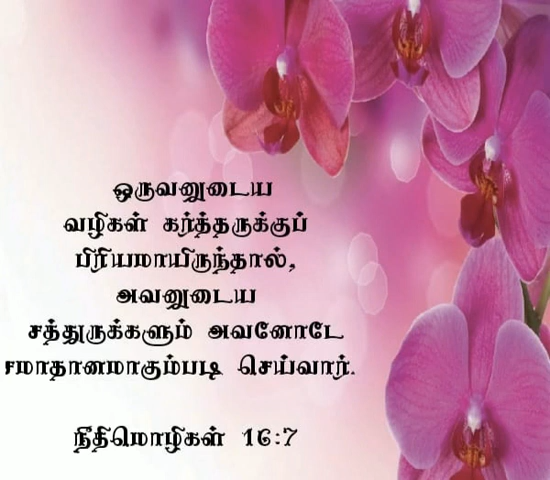 ஒருவனுடைய
வழிகள் கர்த்தருக்குப்
பிரியமாயிருந்தால்,
அவனுடைய
சத்துருக்களும் அவனோடே
சமாதானமாகும்படி செய்வார்.
நீதிமொழிகள் 16:7